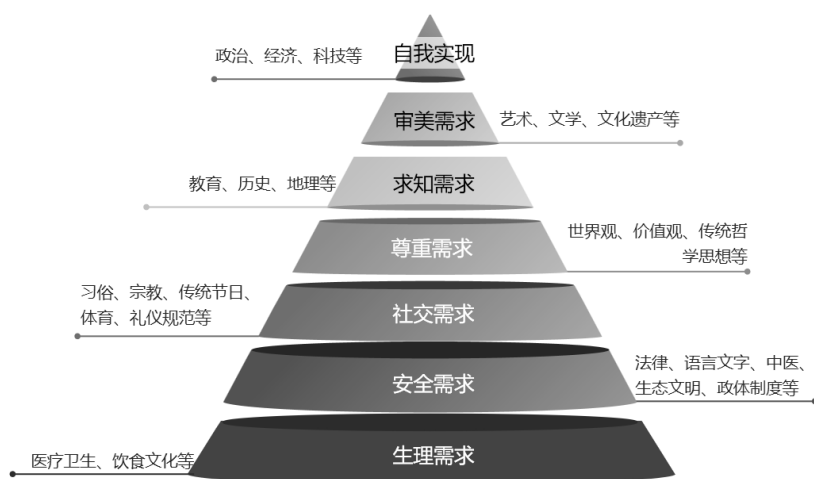 政治、经济、科技等
自我实现
审美需求
艺术、文学、文化遗产等
教育、历史、地理等
求知需求
尊重需求
世界观、价值观、传统哲
学思想等
习俗、宗教、传统节日、
体育、礼仪规范等
社交需求
安全需求
法律、语言文字、中医、
生态文明、政体制度等
医疗卫生、饮食文化等
生理需求